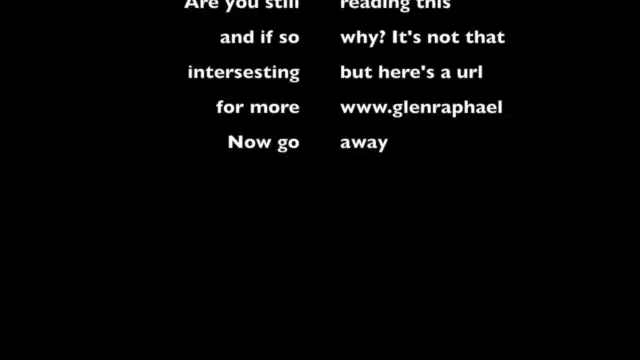 Are you still reading this
and if so why? It's not that
intersesting but here's a url
for more www.glenraphael
Now go away